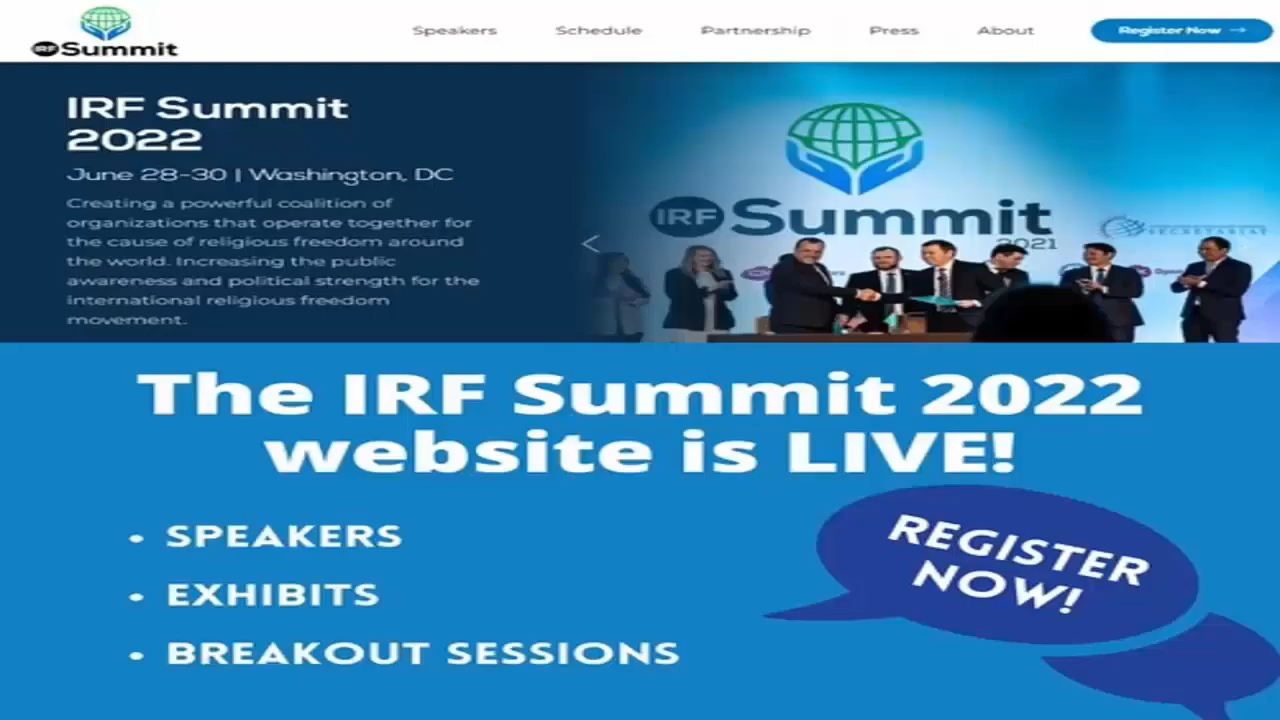 IRF Summit
Speakers
Schedule
Partnership
Press
About
Register Now →
IRF Summit
2022
June 28-30 | Washington, DC
Creating a powerful coalition of
organizations that operate together for
the cause of religious freedom around
the world. Increasing the public
awareness and political strength for the
international religious freedom
movement.
IRF Summit
2021
SECRETARIAT
The IRF Summit 2022
website is LIVE!
• SPEAKERS
• EXHIBITS
• BREAKOUT SESSIONS
REGISTER
NOW!